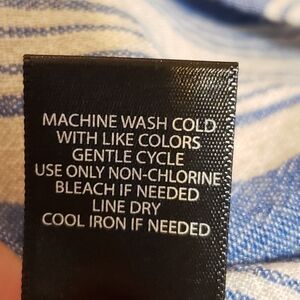 MACHINE WASH COLD
WITH LIKE COLORS
GENTLE CYCLE
USE ONLY NON-CHLORINE
BLEACH IF NEEDED
LINE DRY
COOL IRON IF NEEDED